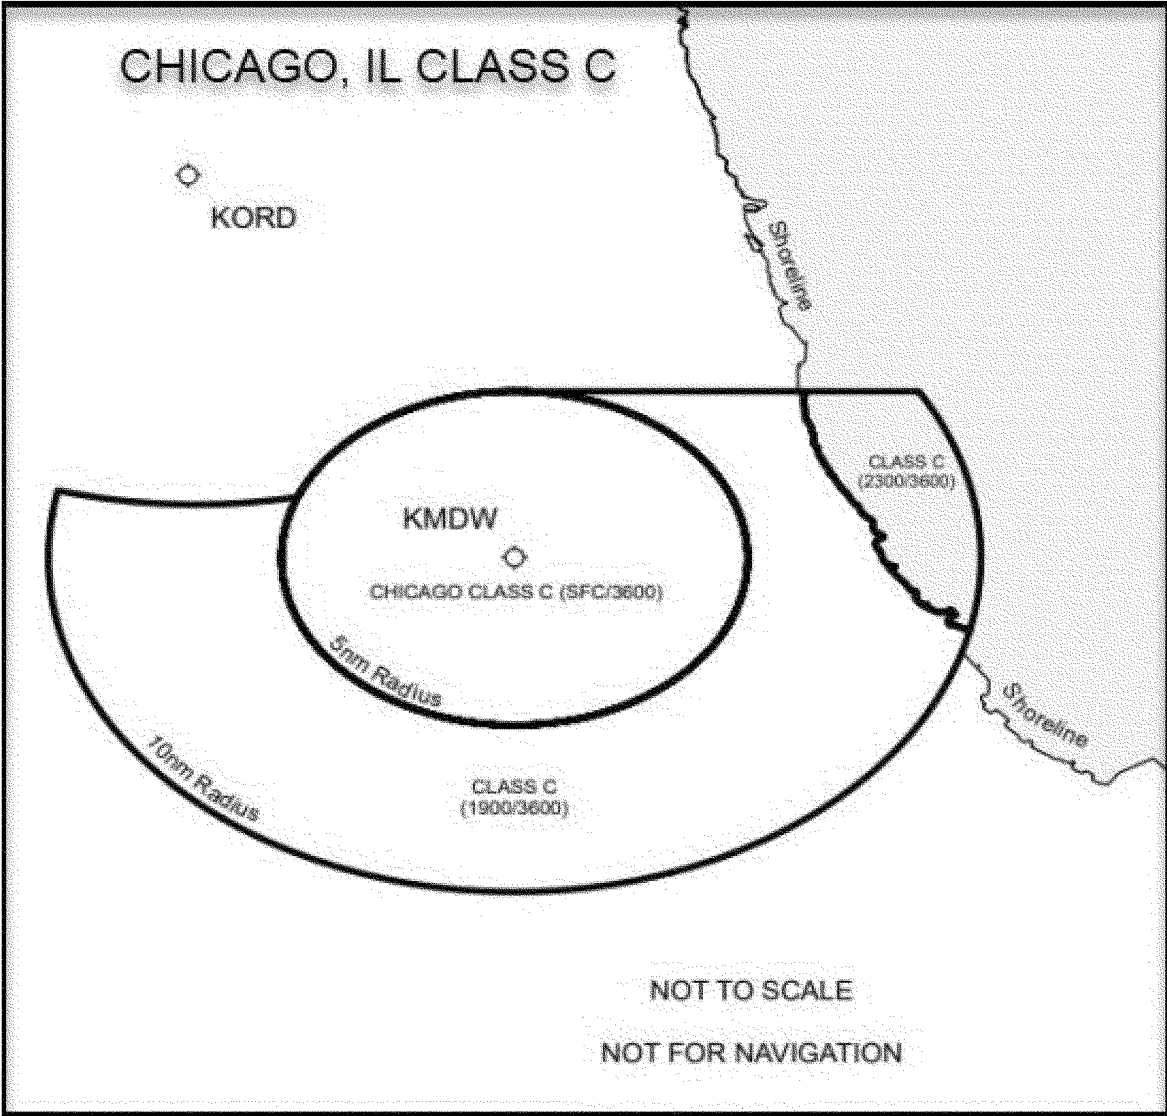 CHICAGO, IL CLASS C
KORD
Shoreline
CLASS C
(2300/3600)
KMDW
CHICAGO CLASS C (SFC/3600)
5nm Radius
Shoreline
10nm Radius
CLASS C
(1900/3600)
NOT TO SCALE
NOT FOR NAVIGATION